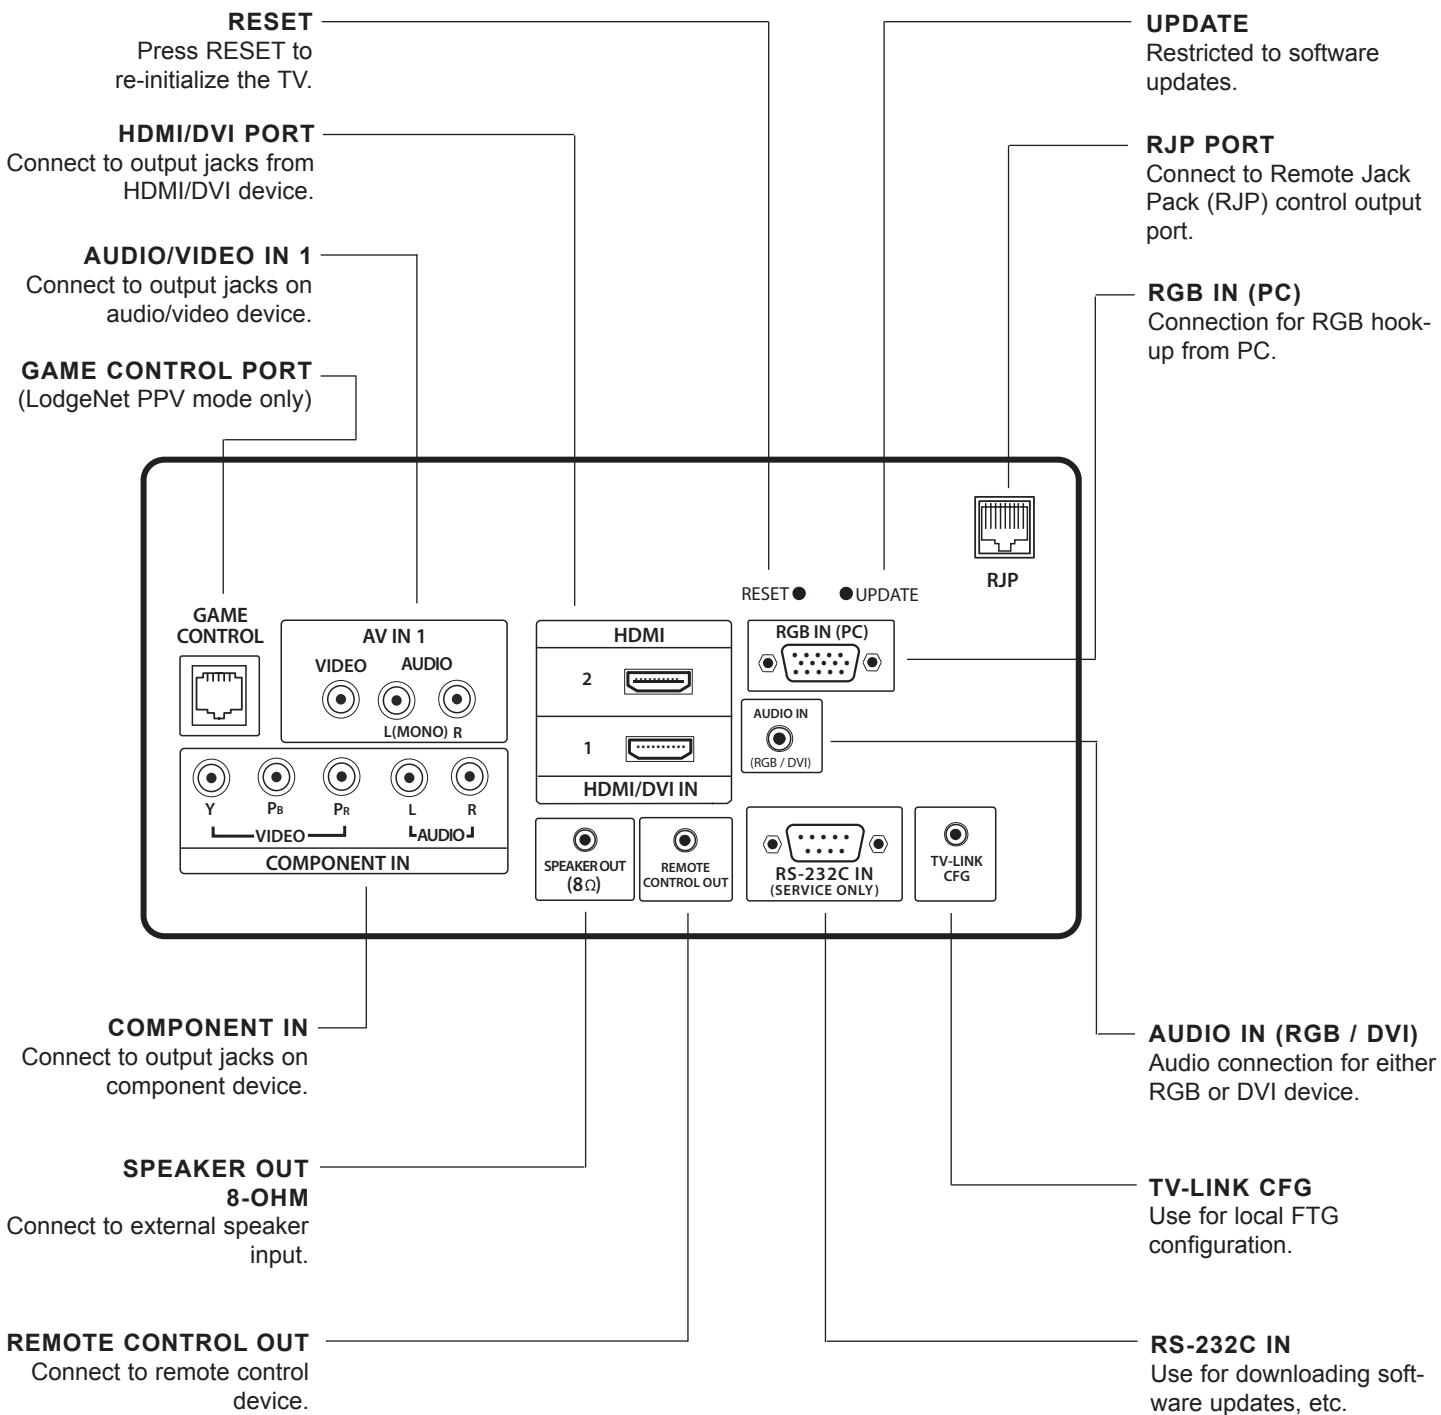 RESET
Press RESET to
re-initialize the TV.
HDMI/DVI PORT
Connect to output jacks from
HDMI/DVI device.
AUDIO/VIDEO IN 1
Connect to output jacks on
audio/video device.
GAME CONTROL PORT
(LodgeNet PPV mode only)
UPDATE
Restricted to software
updates.
RJP PORT
Connect to Remote Jack
Pack (RJP) control output
port.
RGB IN (PC)
Connection for RGB hook-
up from PC.
RJP
RESET
UPDATE
GAME
CONTROL
AV IN 1
VIDEO AUDIO
L(MONO) R
HDMI
2
1
HDMI/DVI IN
RGB IN (PC)
AUDIO IN
(RGB / DVI)
Y PB PR L R
VIDEO AUDIO
COMPONENT IN
SPEAKER OUT
(8Ω)
REMOTE
CONTROL OUT
RS-232C IN
(SERVICE ONLY)
TV-LINK
CFG
COMPONENT IN
Connect to output jacks on
component device.
SPEAKER OUT
8-OHM
Connect to external speaker
input.
REMOTE CONTROL OUT
Connect to remote control
device.
AUDIO IN (RGB / DVI)
Audio connection for either
RGB or DVI device.
TV-LINK CFG
Use for local FTG
configuration.
RS-232C IN
Use for downloading soft-
ware updates, etc.